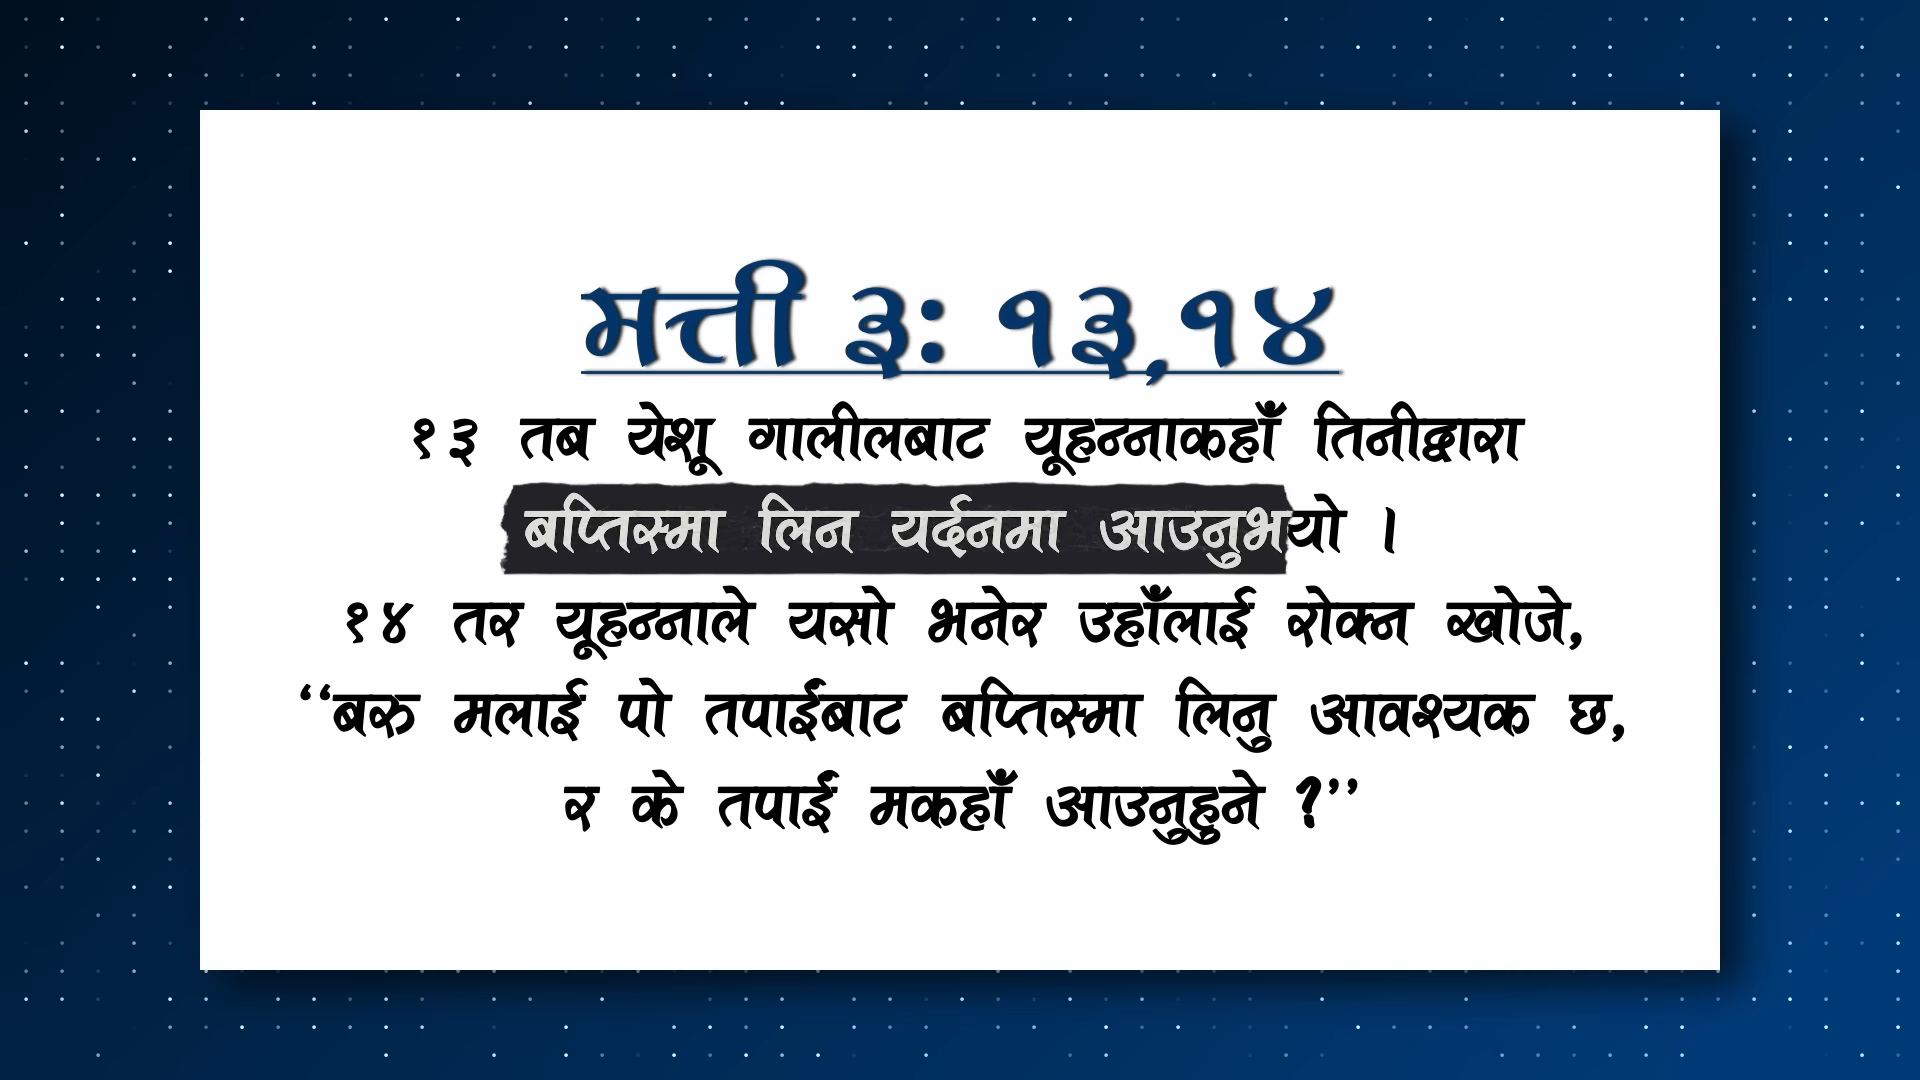 मत्ती ३: १३,१४
१३ तब येशू गालीलबाट यूहन्नाकहाँ तिनीद्वारा
बप्तिस्मा लिन यर्दनमा आउनुभयो ।
१४ तर यूहन्नाले यसो भनेर उहाँलाई रोक्न खोजे,
‘‘बरु मलाई पो तपाईंबाट बप्तिस्मा लिनु आवश्यक छ,
र के तपाईं मकहाँ आउनुहुने ?’’